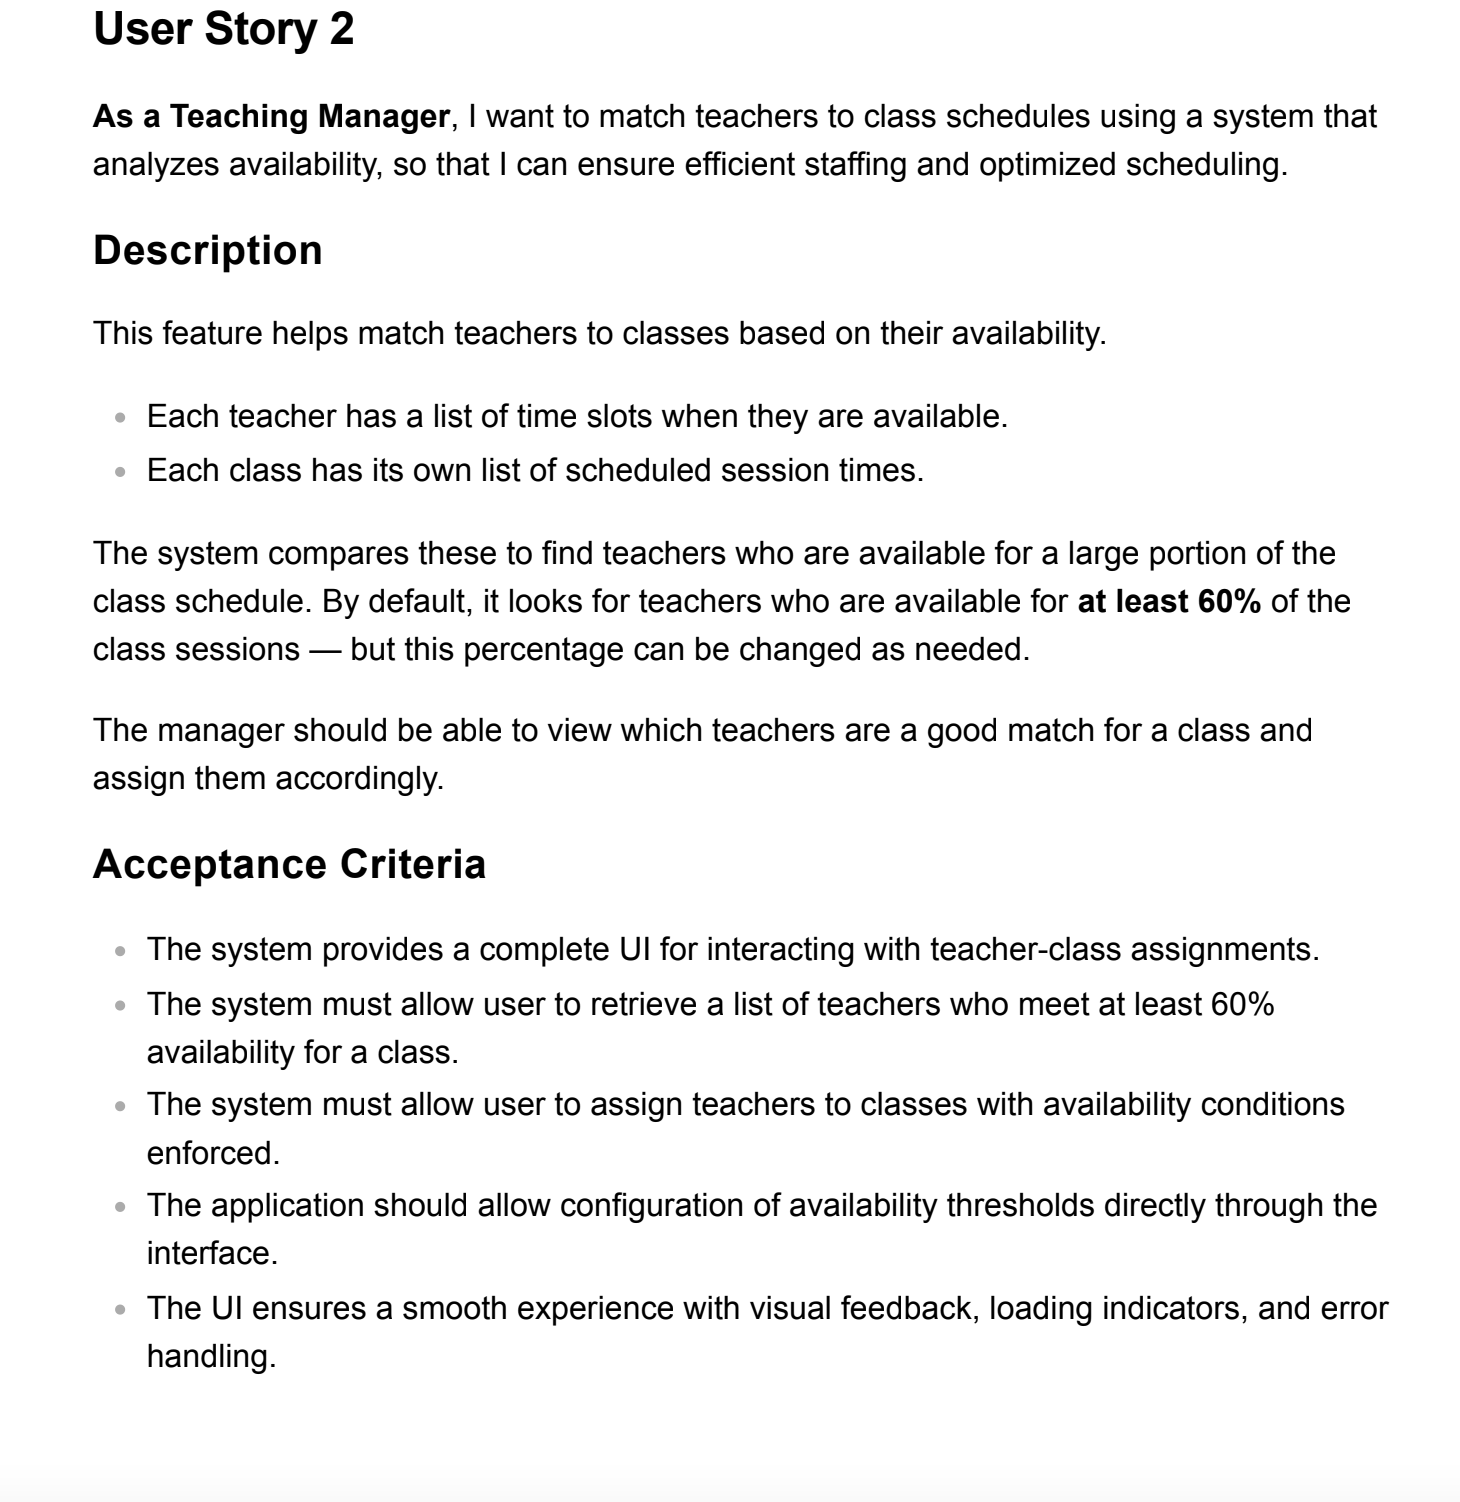 User Story 2
As a Teaching Manager, I want to match teachers to class schedules using a system that
analyzes availability, so that I can ensure efficient staffing and optimized scheduling.
Description
This feature helps match teachers to classes based on their availability.
Each teacher has a list of time slots when they are available.
Each class has its own list of scheduled session times.
The system compares these to find teachers who are available for a large portion of the
class schedule. By default, it looks for teachers who are available for at least 60% of the
class sessions — but this percentage can be changed as needed.
The manager should be able to view which teachers are a good match for a class and
assign them accordingly.
Acceptance Criteria
The system provides a complete UI for interacting with teacher-class assignments.
The system must allow user to retrieve a list of teachers who meet at least 60%
availability for a class.
The system must allow user to assign teachers to classes with availability conditions
enforced.
The application should allow configuration of availability thresholds directly through the
interface.
The UI ensures a smooth experience with visual feedback, loading indicators, and error
handling.